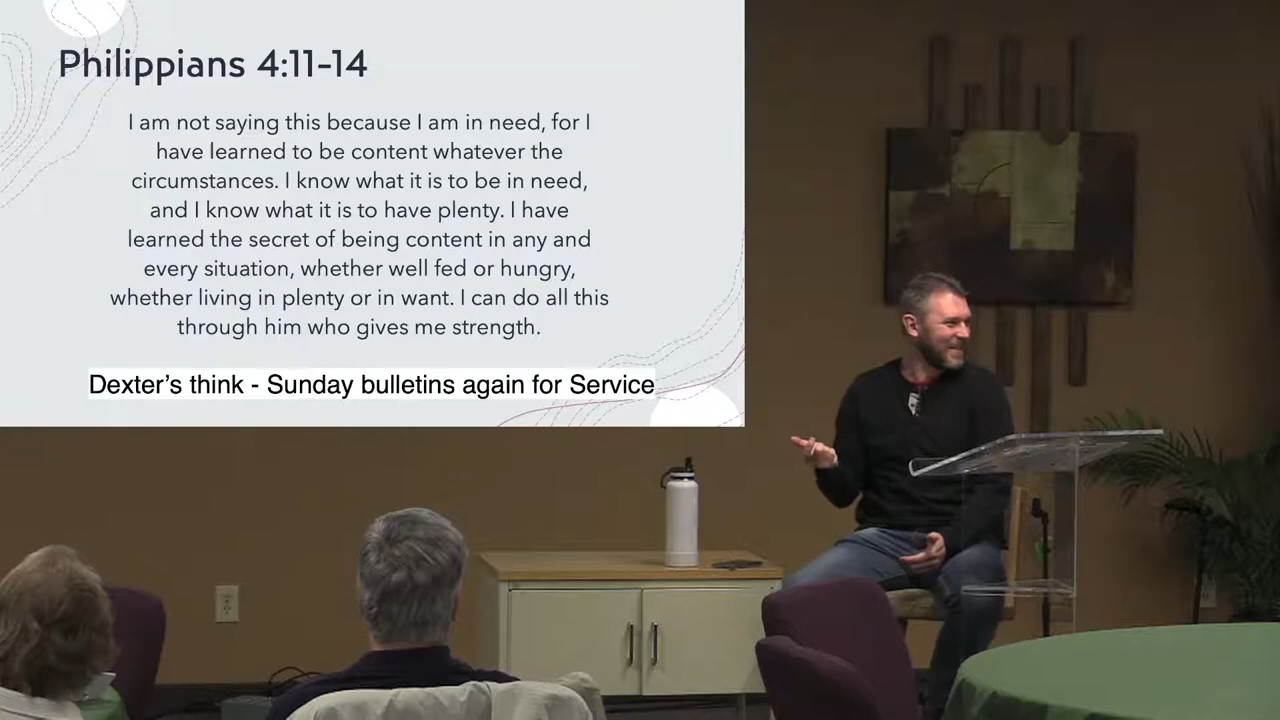 Philippians 4:11-14
I am not saying this because I am in need, for I
have learned to be content whatever the
circumstances. I know what it is to be in need,
and I know what it is to have plenty. I have
learned the secret of being content in any and
every situation, whether well fed or hungry,
whether living in plenty or in want. I can do all this
through him who gives me strength.
Dexter’s think - Sunday bulletins again for Service